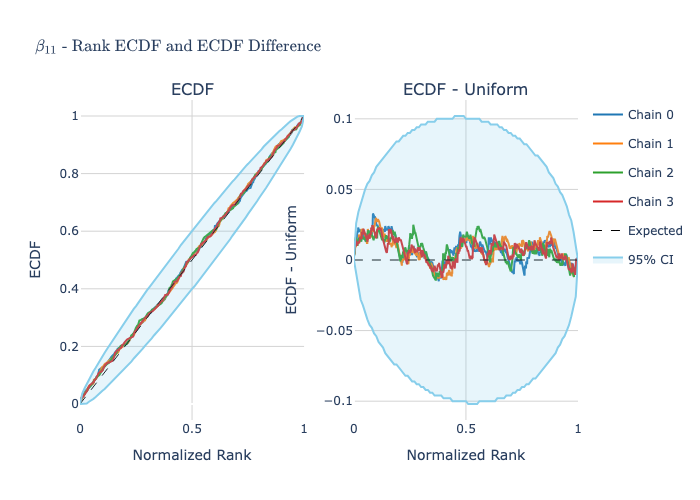 β₁₁ - Rank ECDF and ECDF Difference
ECDF
ECDF - Uniform
1
0.8
0.6
0.4
0.2
0
ECDF
0
0.5
1
Normalized Rank
0.1
0.05
0
−0.05
−0.1
ECDF - Uniform
0
0.5
1
Normalized Rank
Chain 0
Chain 1
Chain 2
Chain 3
Expected
95% CI